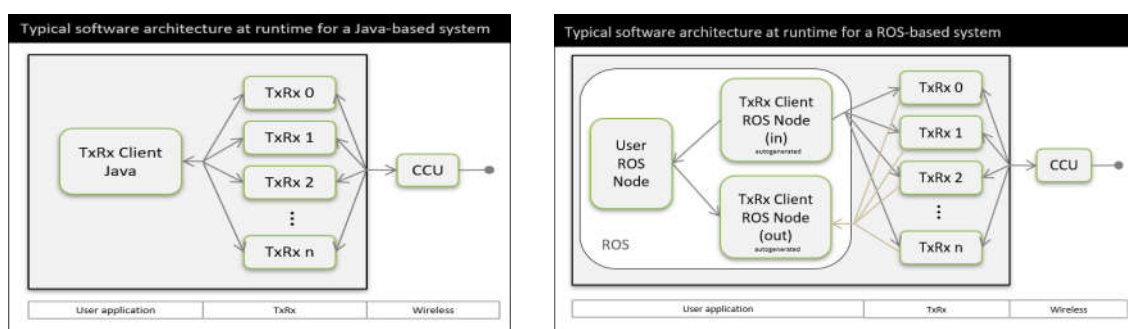 Typical software architecture at runtime for a Java-based system
TxRx Client
Java
TxRx 0
TxRx 1
TxRx 2
⋮
TxRx n
CCU
User application
TxRx
Wireless
Typical software architecture at runtime for a ROS-based system
User
ROS
Node
TxRx Client
ROS Node
(in)
autogenerated
TxRx Client
ROS Node
(out)
autogenerated
ROS
TxRx 0
TxRx 1
TxRx 2
⋮
TxRx n
CCU
User application
TxRx
Wireless